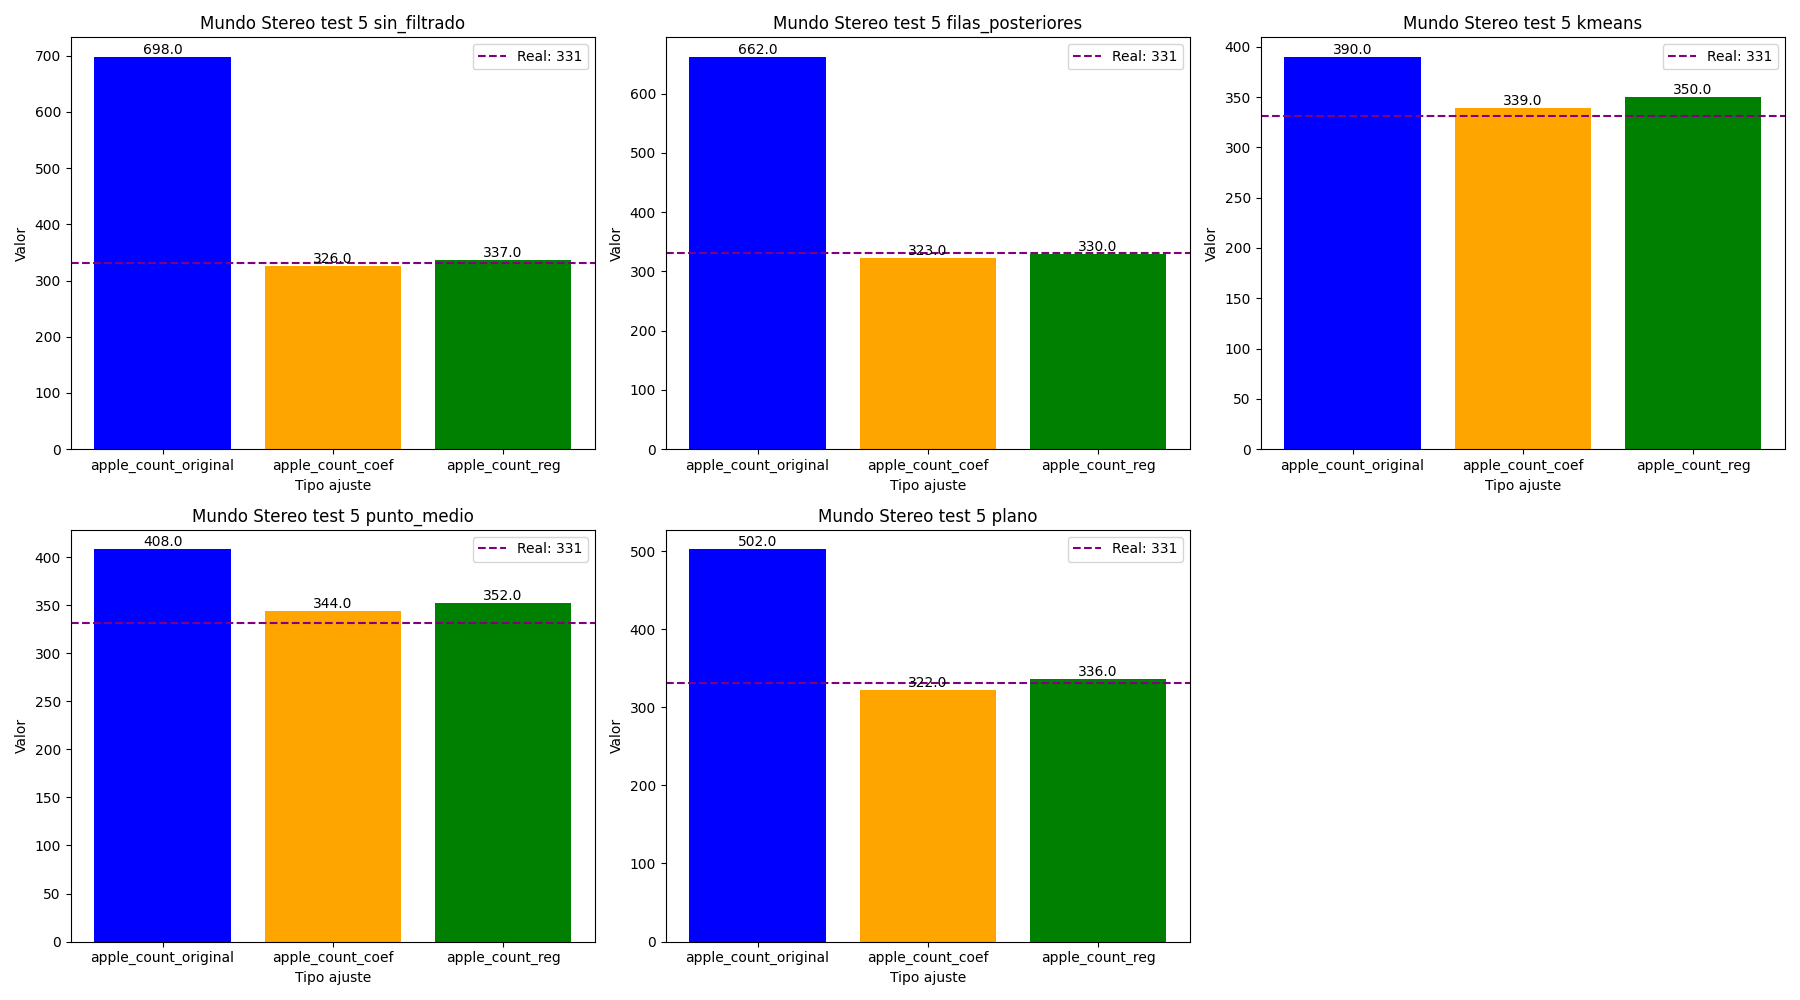 Mundo Stereo test 5 sin_filtrado
Real: 331
698.0
326.0
337.0
700
600
500
400
300
200
100
0
Valor
apple_count_original apple_count_coef apple_count_reg
Tipo ajuste
Mundo Stereo test 5 filas_posteriores
Real: 331
662.0
323.0
330.0
600
500
400
300
200
100
0
Valor
apple_count_original apple_count_coef apple_count_reg
Tipo ajuste
Mundo Stereo test 5 kmeans
Real: 331
390.0
339.0
350.0
400
350
300
250
200
150
100
50
0
Valor
apple_count_original apple_count_coef apple_count_reg
Tipo ajuste
Mundo Stereo test 5 punto_medio
Real: 331
408.0
344.0
352.0
400
350
300
250
200
150
100
50
0
Valor
apple_count_original apple_count_coef apple_count_reg
Tipo ajuste
Mundo Stereo test 5 plano
Real: 331
502.0
322.0
336.0
500
400
300
200
100
0
Valor
apple_count_original apple_count_coef apple_count_reg
Tipo ajuste